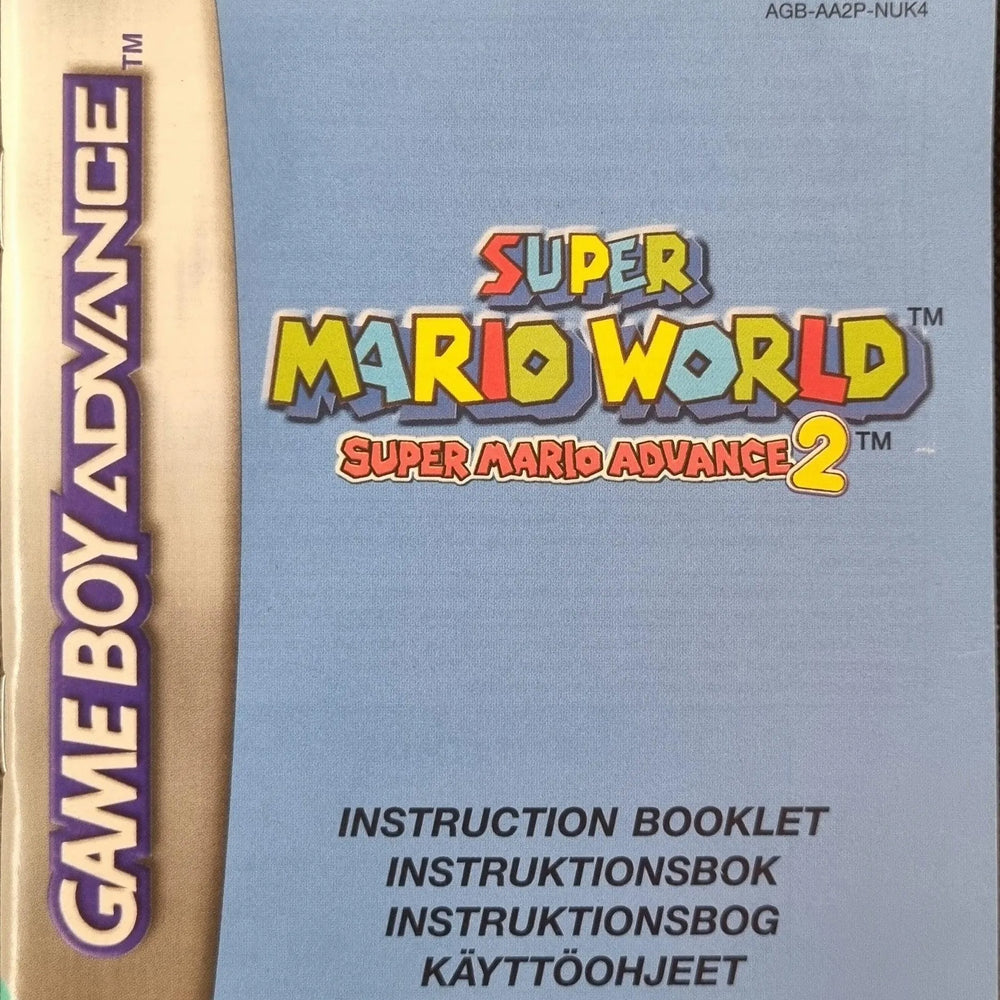 AGB-AA2P-NUK4
GAME BOY ADVANCE™
SUPER
MARIO WORLD™
SUPER MARIO ADVANCE 2™
INSTRUCTION BOOKLET
INSTRUKTIONSBOK
INSTRUKTIONSBOG
KÄYTTÖOHJEET